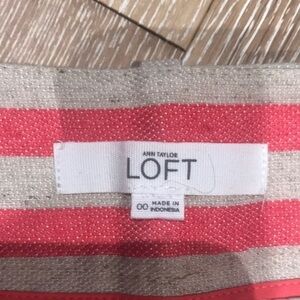 ANN TAYLOR
LOFT
00 MADE IN
INDONESIA